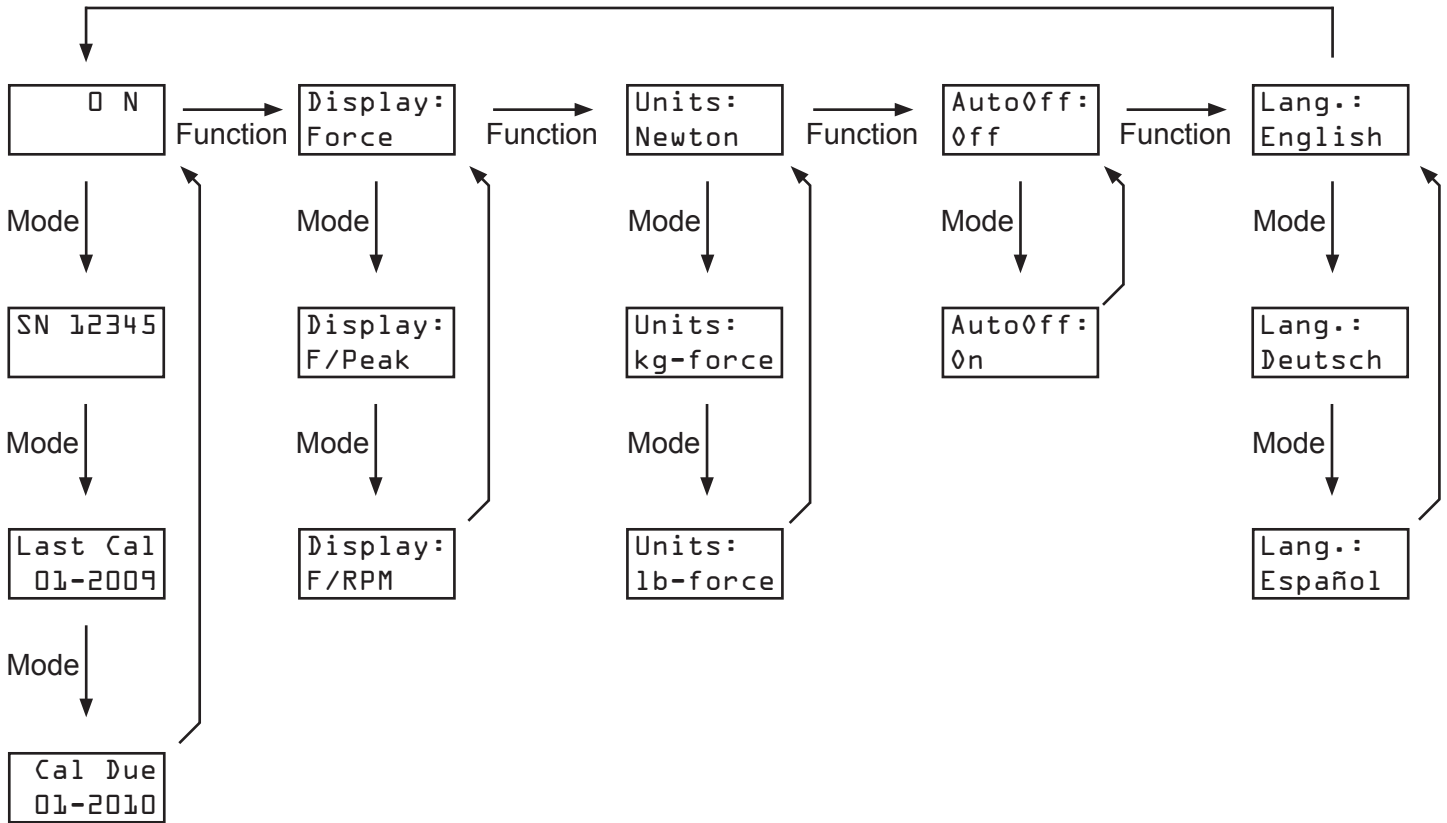 0 N
Function
Display:
Force
Function
Units:
Newton
Function
AutoOff:
Off
Function
Lang.:
English
Mode
Mode
Mode
Mode
Mode
SN 12345
Display:
F/Peak
Units:
kg-force
AutoOff:
On
Lang.:
Deutsch
Mode
Mode
Mode
Mode
Last Cal
01-2009
Display:
F/RPM
Units:
lb-force
Lang.:
Español
Mode
Cal Due
01-2010